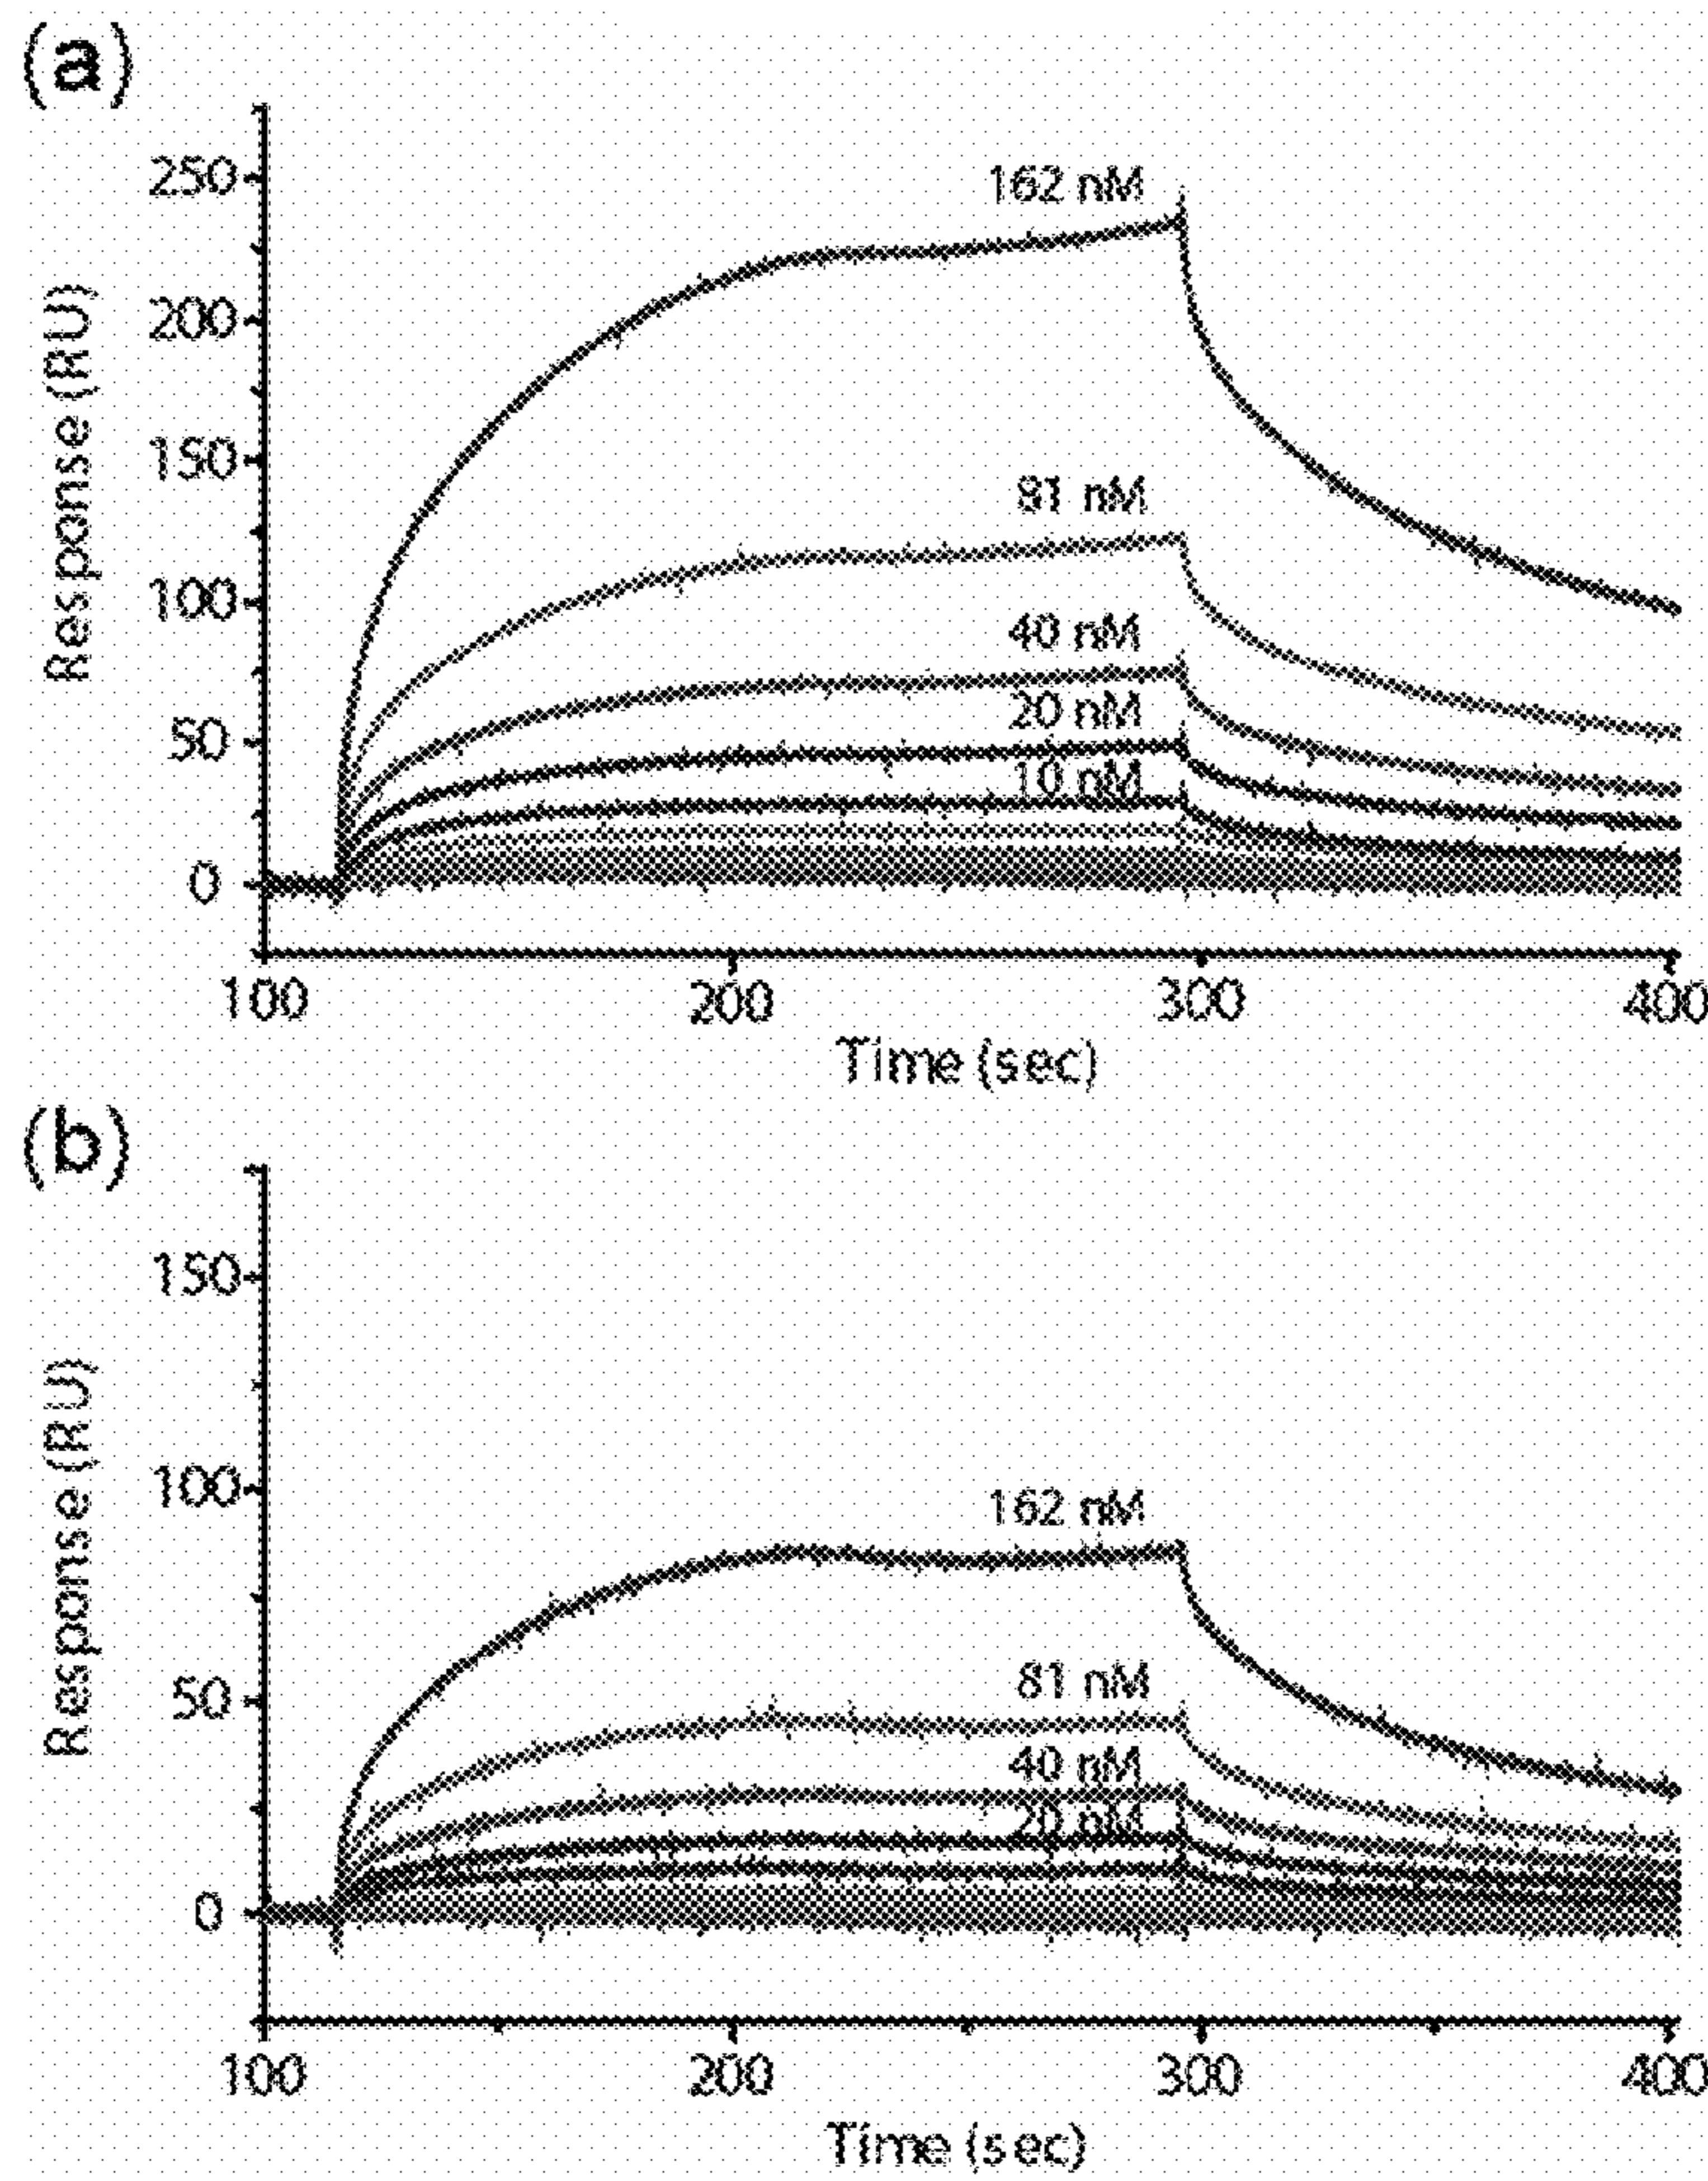 (a)
250
200
150
100
50
0
Response (RU)
162 nM
81 nM
40 nM
20 nM
10 nM
100 200 300 400
Time (sec)
(b)
150
100
50
0
Response (RU)
162 nM
81 nM
40 nM
20 nM
100 200 300 400
Time (sec)